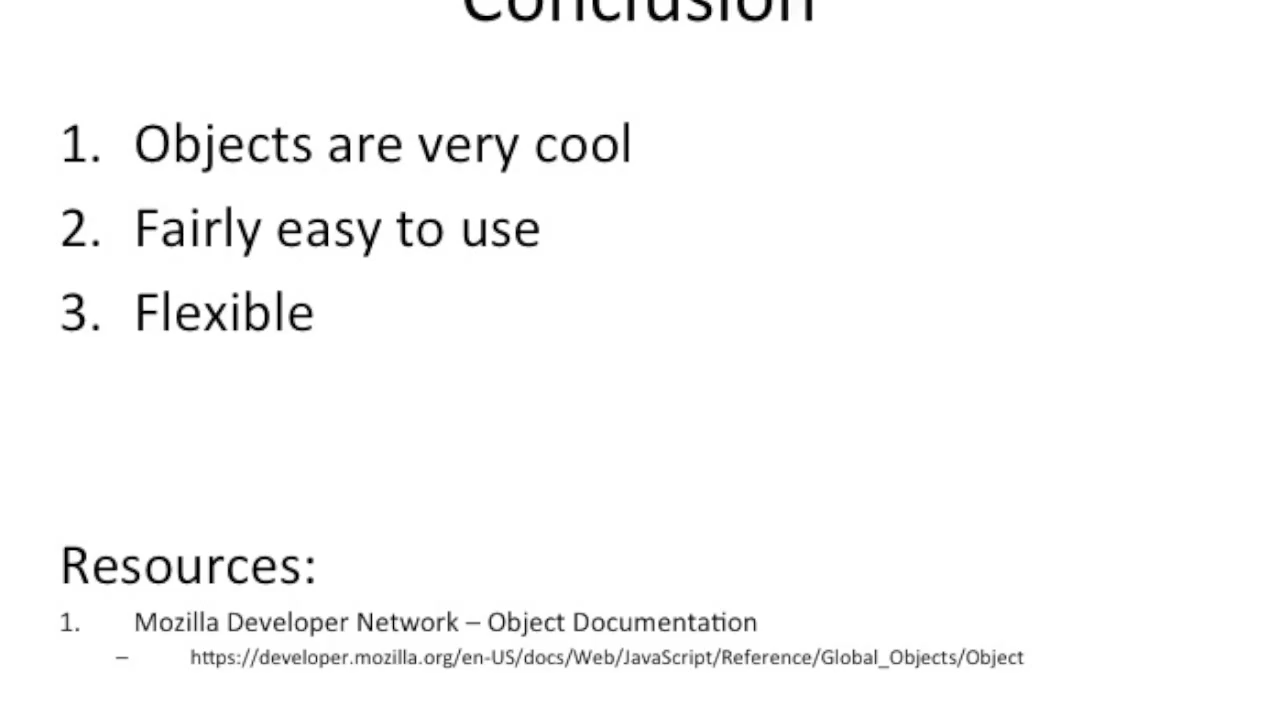 Conclusion
1. Objects are very cool
2. Fairly easy to use
3. Flexible
Resources:
1. Mozilla Developer Network – Object Documentation
– https://developer.mozilla.org/en-US/docs/Web/JavaScript/Reference/Global_Objects/Object